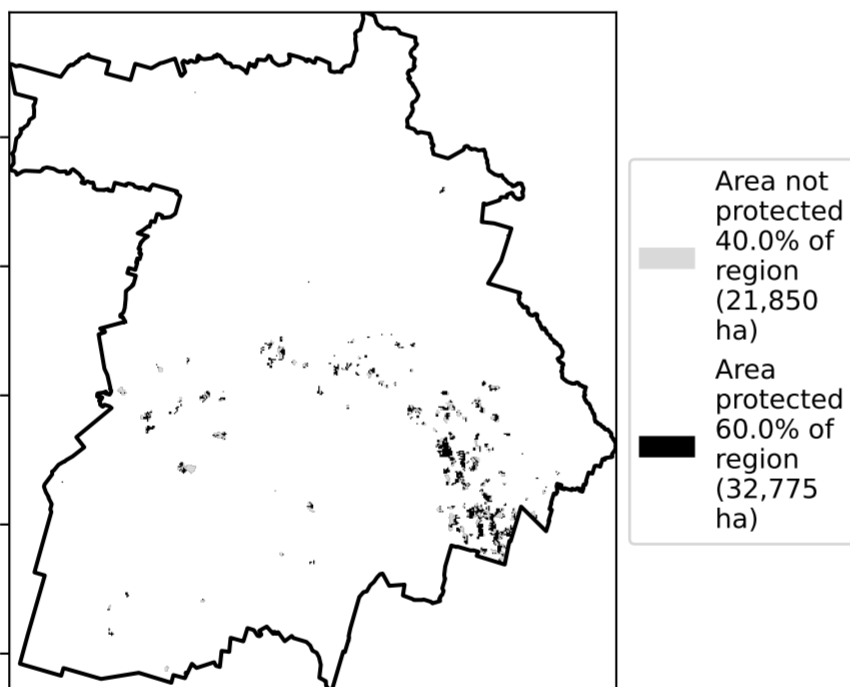 Area not
protected
40.0% of
region
(21,850
ha)
Area
protected
60.0% of
region
(32,775
ha)